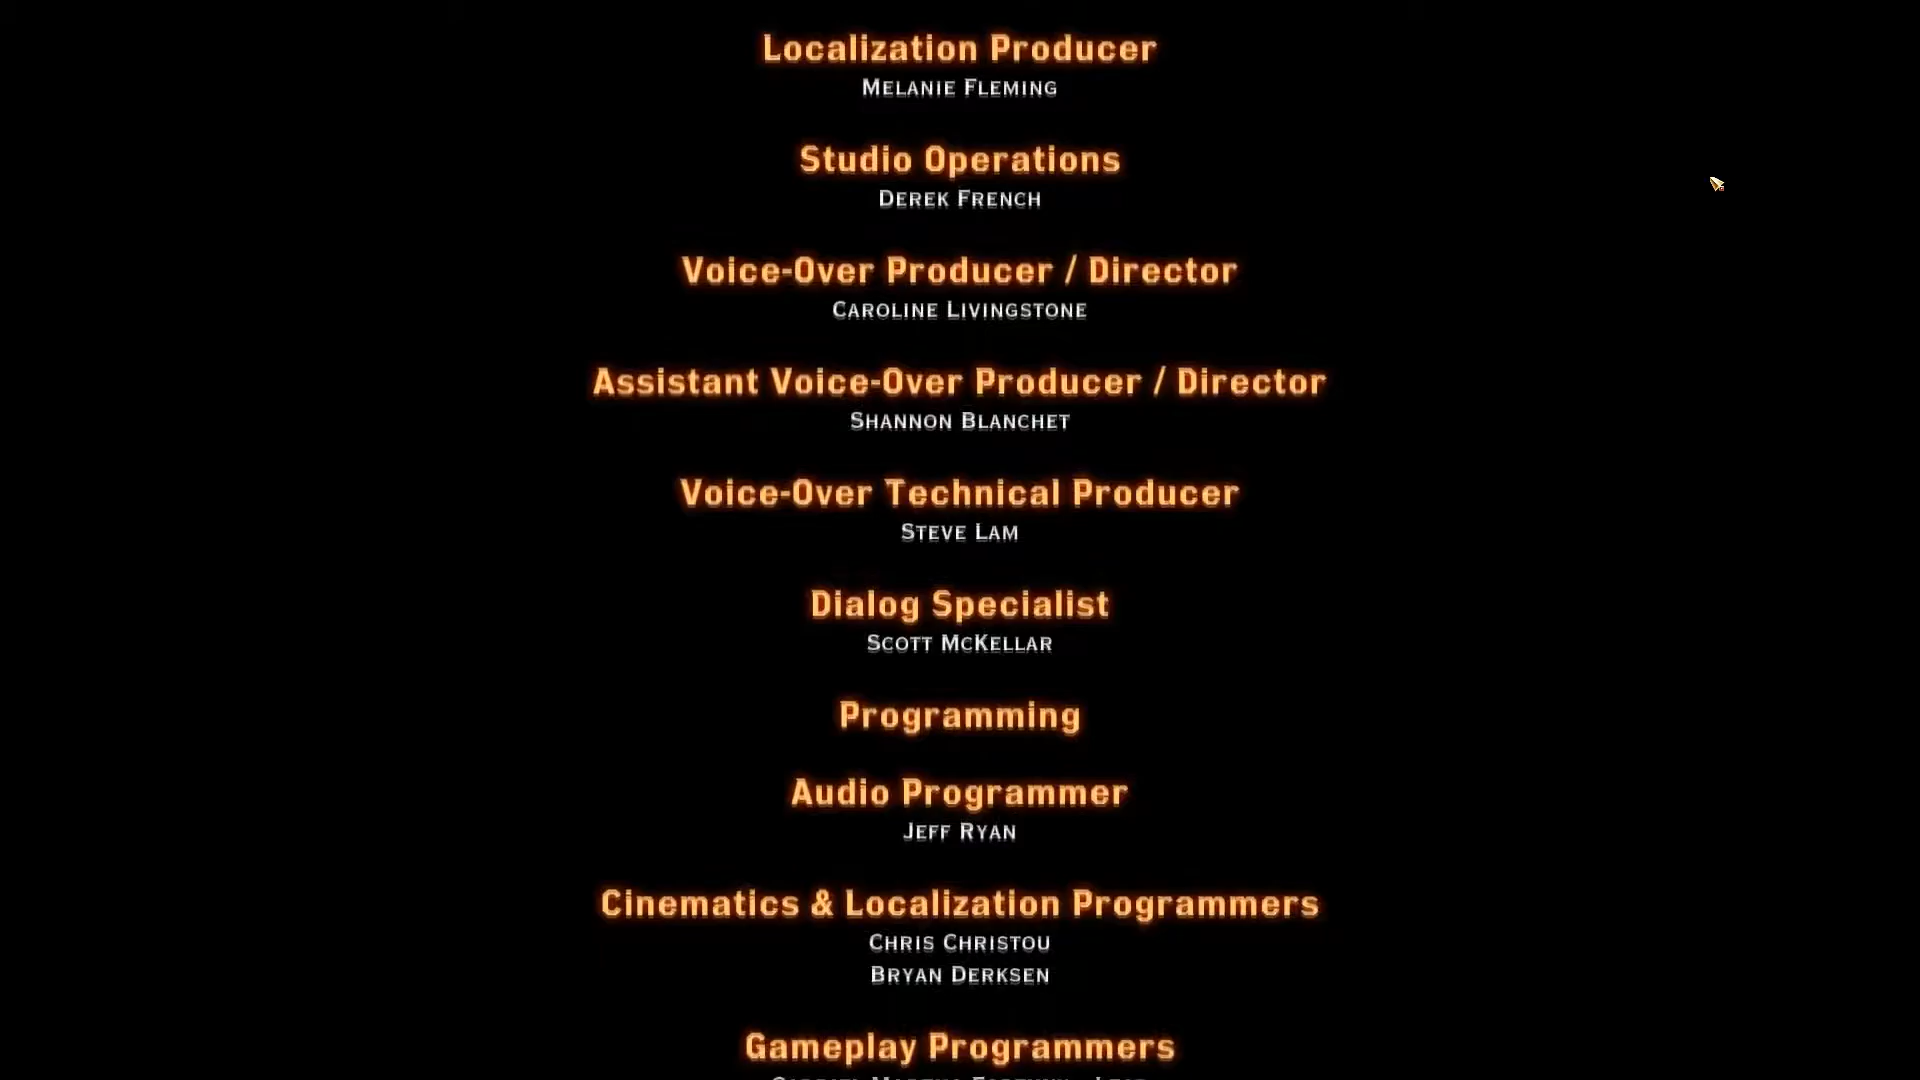 Localization Producer
Melanie Fleming
Studio Operations
Derek French
Voice-Over Producer / Director
Caroline Livingstone
Assistant Voice-Over Producer / Director
Shannon Blanchet
Voice-Over Technical Producer
Steve Lam
Dialog Specialist
Scott McKellar
Programming
Audio Programmer
Jeff Ryan
Cinematics & Localization Programmers
Chris Christou
Bryan Derksen
Gameplay Programmers